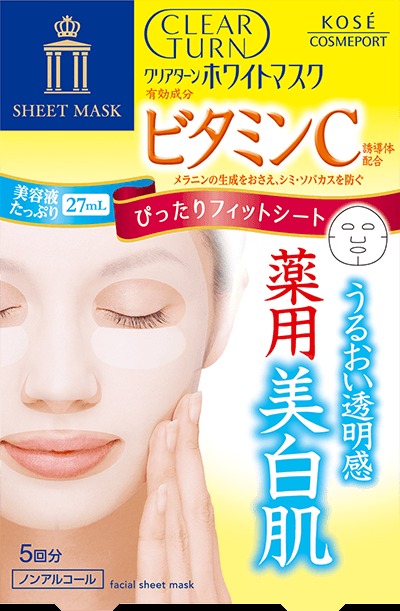 CLEAR
TURN
KOSÉ
COSMEPORT
SHEET MASK
クリアターンホワイトマスク
有効成分
ビタミンC誘導体
配合
メラニンの生成をおさえ、シミ・ソバカスを防ぐ
美容液
たっぷり
27mL
ぴったりフィットシート
うるおい透明感
薬用
美白肌
5回分
ノンアルコール
facial sheet mask